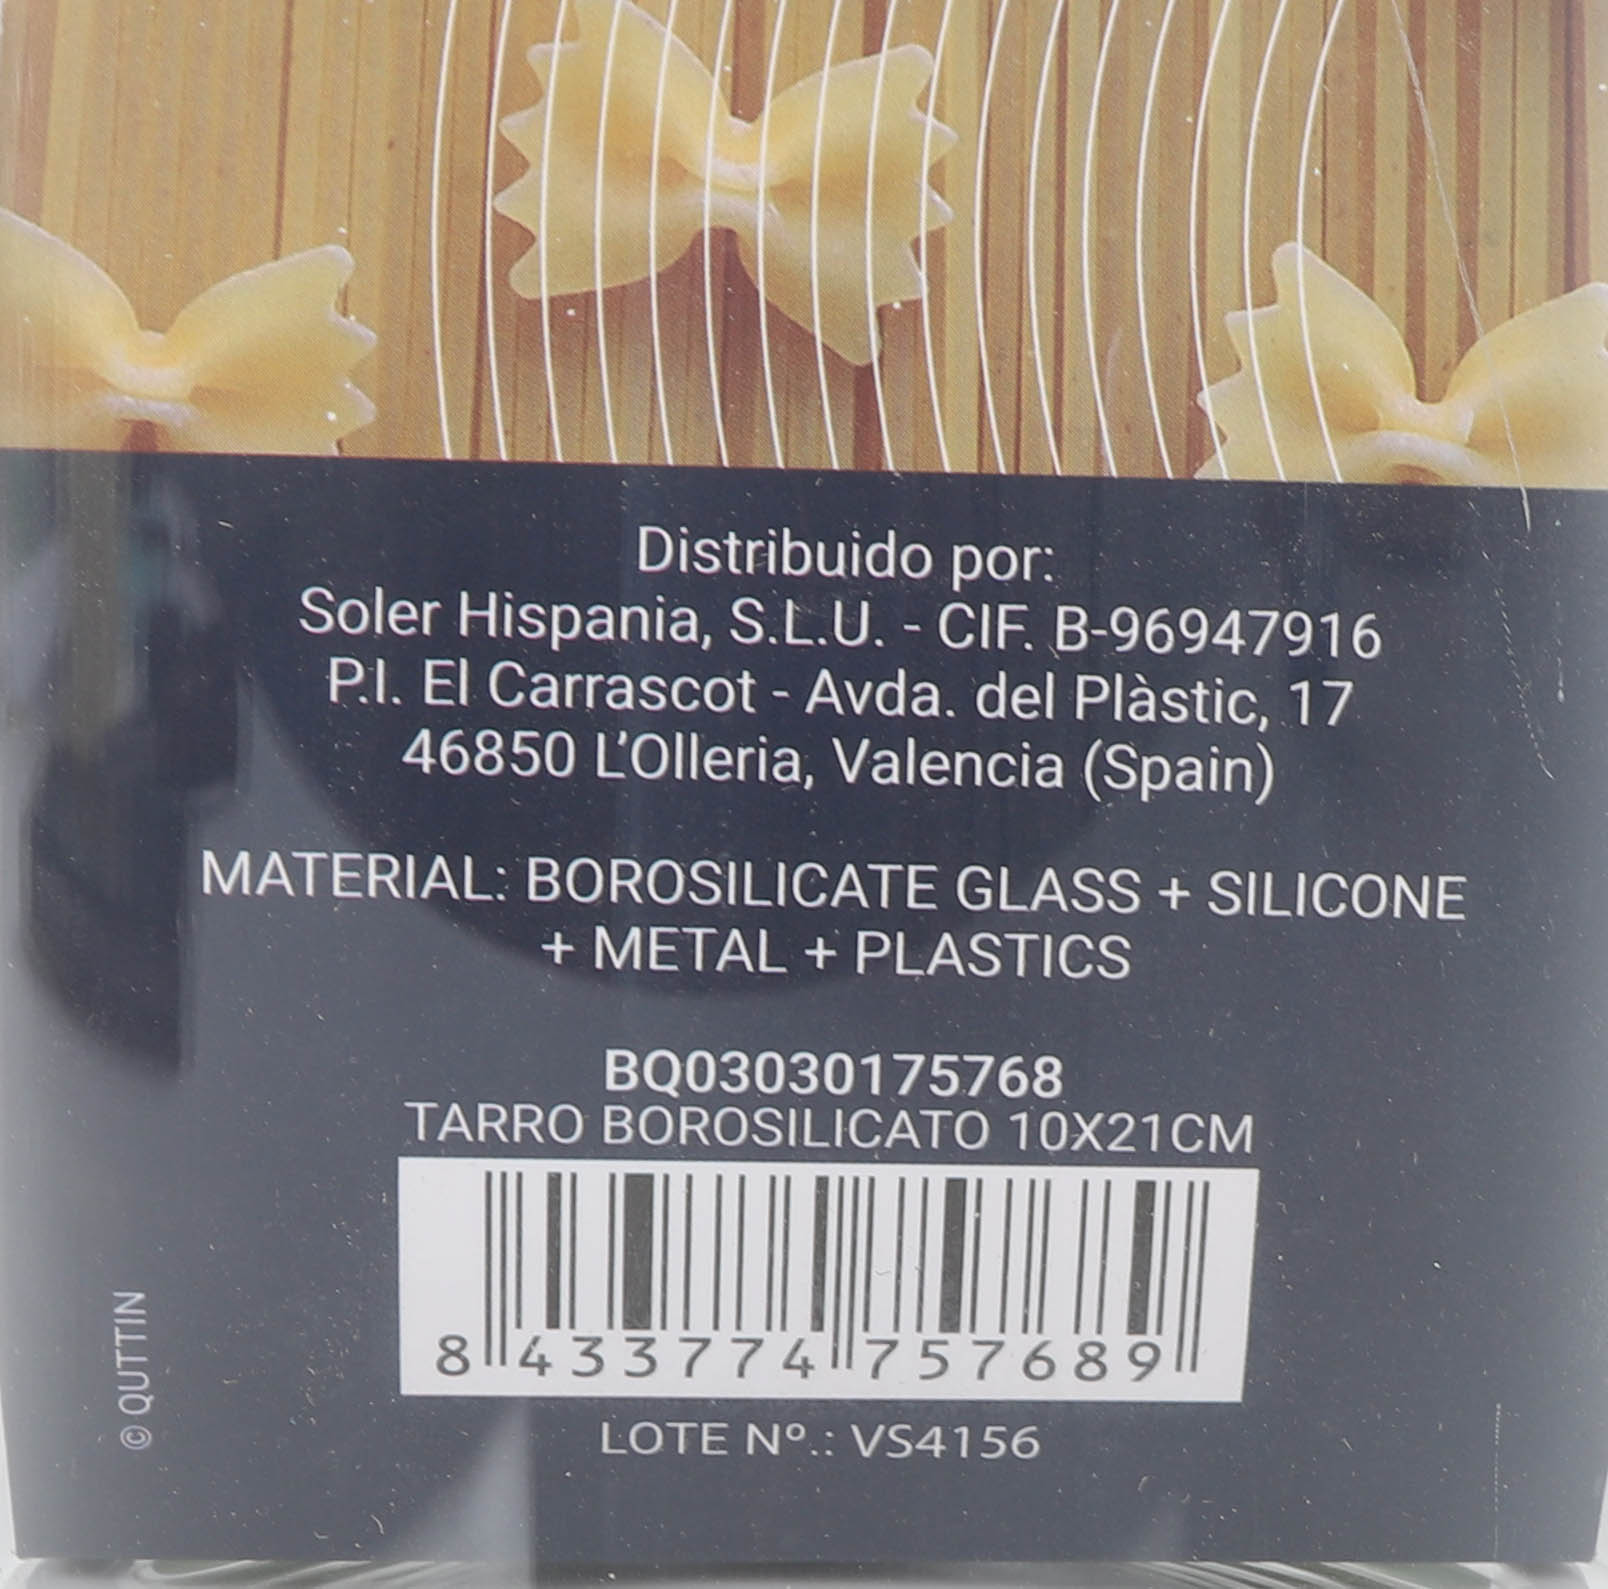 Distribuido por:
Soler Hispania, S.L.U. - CIF. B-96947916
P.I. El Carrascot - Avda. del Plàstic, 17
46850 L'Olleria, Valencia (Spain)
MATERIAL: BOROSILICATE GLASS + SILICONE
+ METAL + PLASTICS
BQ03030175768
TARRO BOROSILICATO 10X21CM
8 433774 757689
LOTE Nº.: VS4156
© QUTTIN